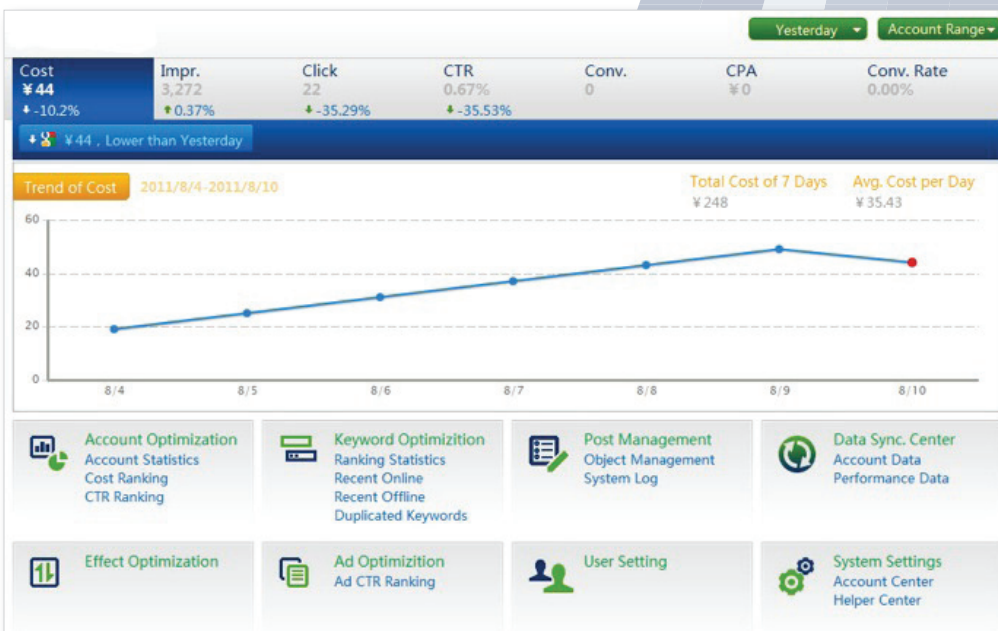 Yesterday Account Range
Cost Impr. Click CTR Conv. CPA Conv. Rate
¥44 3,272 22 0.67% 0 ¥0 0.00%
-10.2% 0.37% -35.29% -35.53%
¥44 , Lower than Yesterday
Trend of Cost 2011/8/4-2011/8/10 Total Cost of 7 Days Avg. Cost per Day
¥248 ¥35.43
60
40
20
0
8/4 8/5 8/6 8/7 8/8 8/9 8/10
Account Optimization
Account Statistics
Cost Ranking
CTR Ranking
Keyword Optimizition
Ranking Statistics
Recent Online
Recent Offline
Duplicated Keywords
Post Management
Object Management
System Log
Data Sync. Center
Account Data
Performance Data
Effect Optimization
Ad Optimizition
Ad CTR Ranking
User Setting
System Settings
Account Center
Helper Center